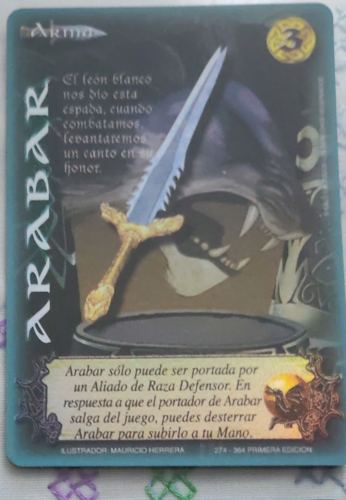 Arma
3
El león blanco
nos dio esta
espada, cuando
combatamos
levantaremos
un canto en su
honor.
ARABAR
Arabar sólo puede ser portada por
un Aliado de Raza Defensor. En
respuesta a que el portador de Arabar
salga del juego, puedes desterrar
Arabar para subirlo a tu Mano.
ILUSTRADOR: MAURICIO HERRERA 274 - 364 PRIMERA EDICION